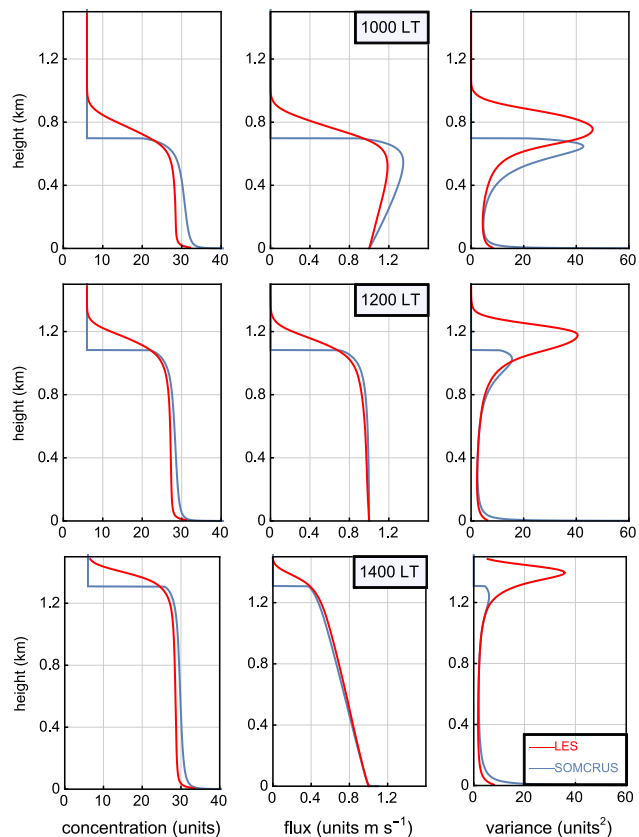 1000 LT
height (km)
1.2
0.8
0.4
0
0 10 20 30 40
0 0.4 0.8 1.2
0 20 40 60
1200 LT
height (km)
1.2
0.8
0.4
0
0 10 20 30 40
0 0.4 0.8 1.2
0 20 40 60
1400 LT
height (km)
1.2
0.8
0.4
0
LES
SOMCRUS
0 10 20 30 40
0 0.4 0.8 1.2
0 20 40 60
concentration (units)
flux (units m s⁻¹)
variance (units²)